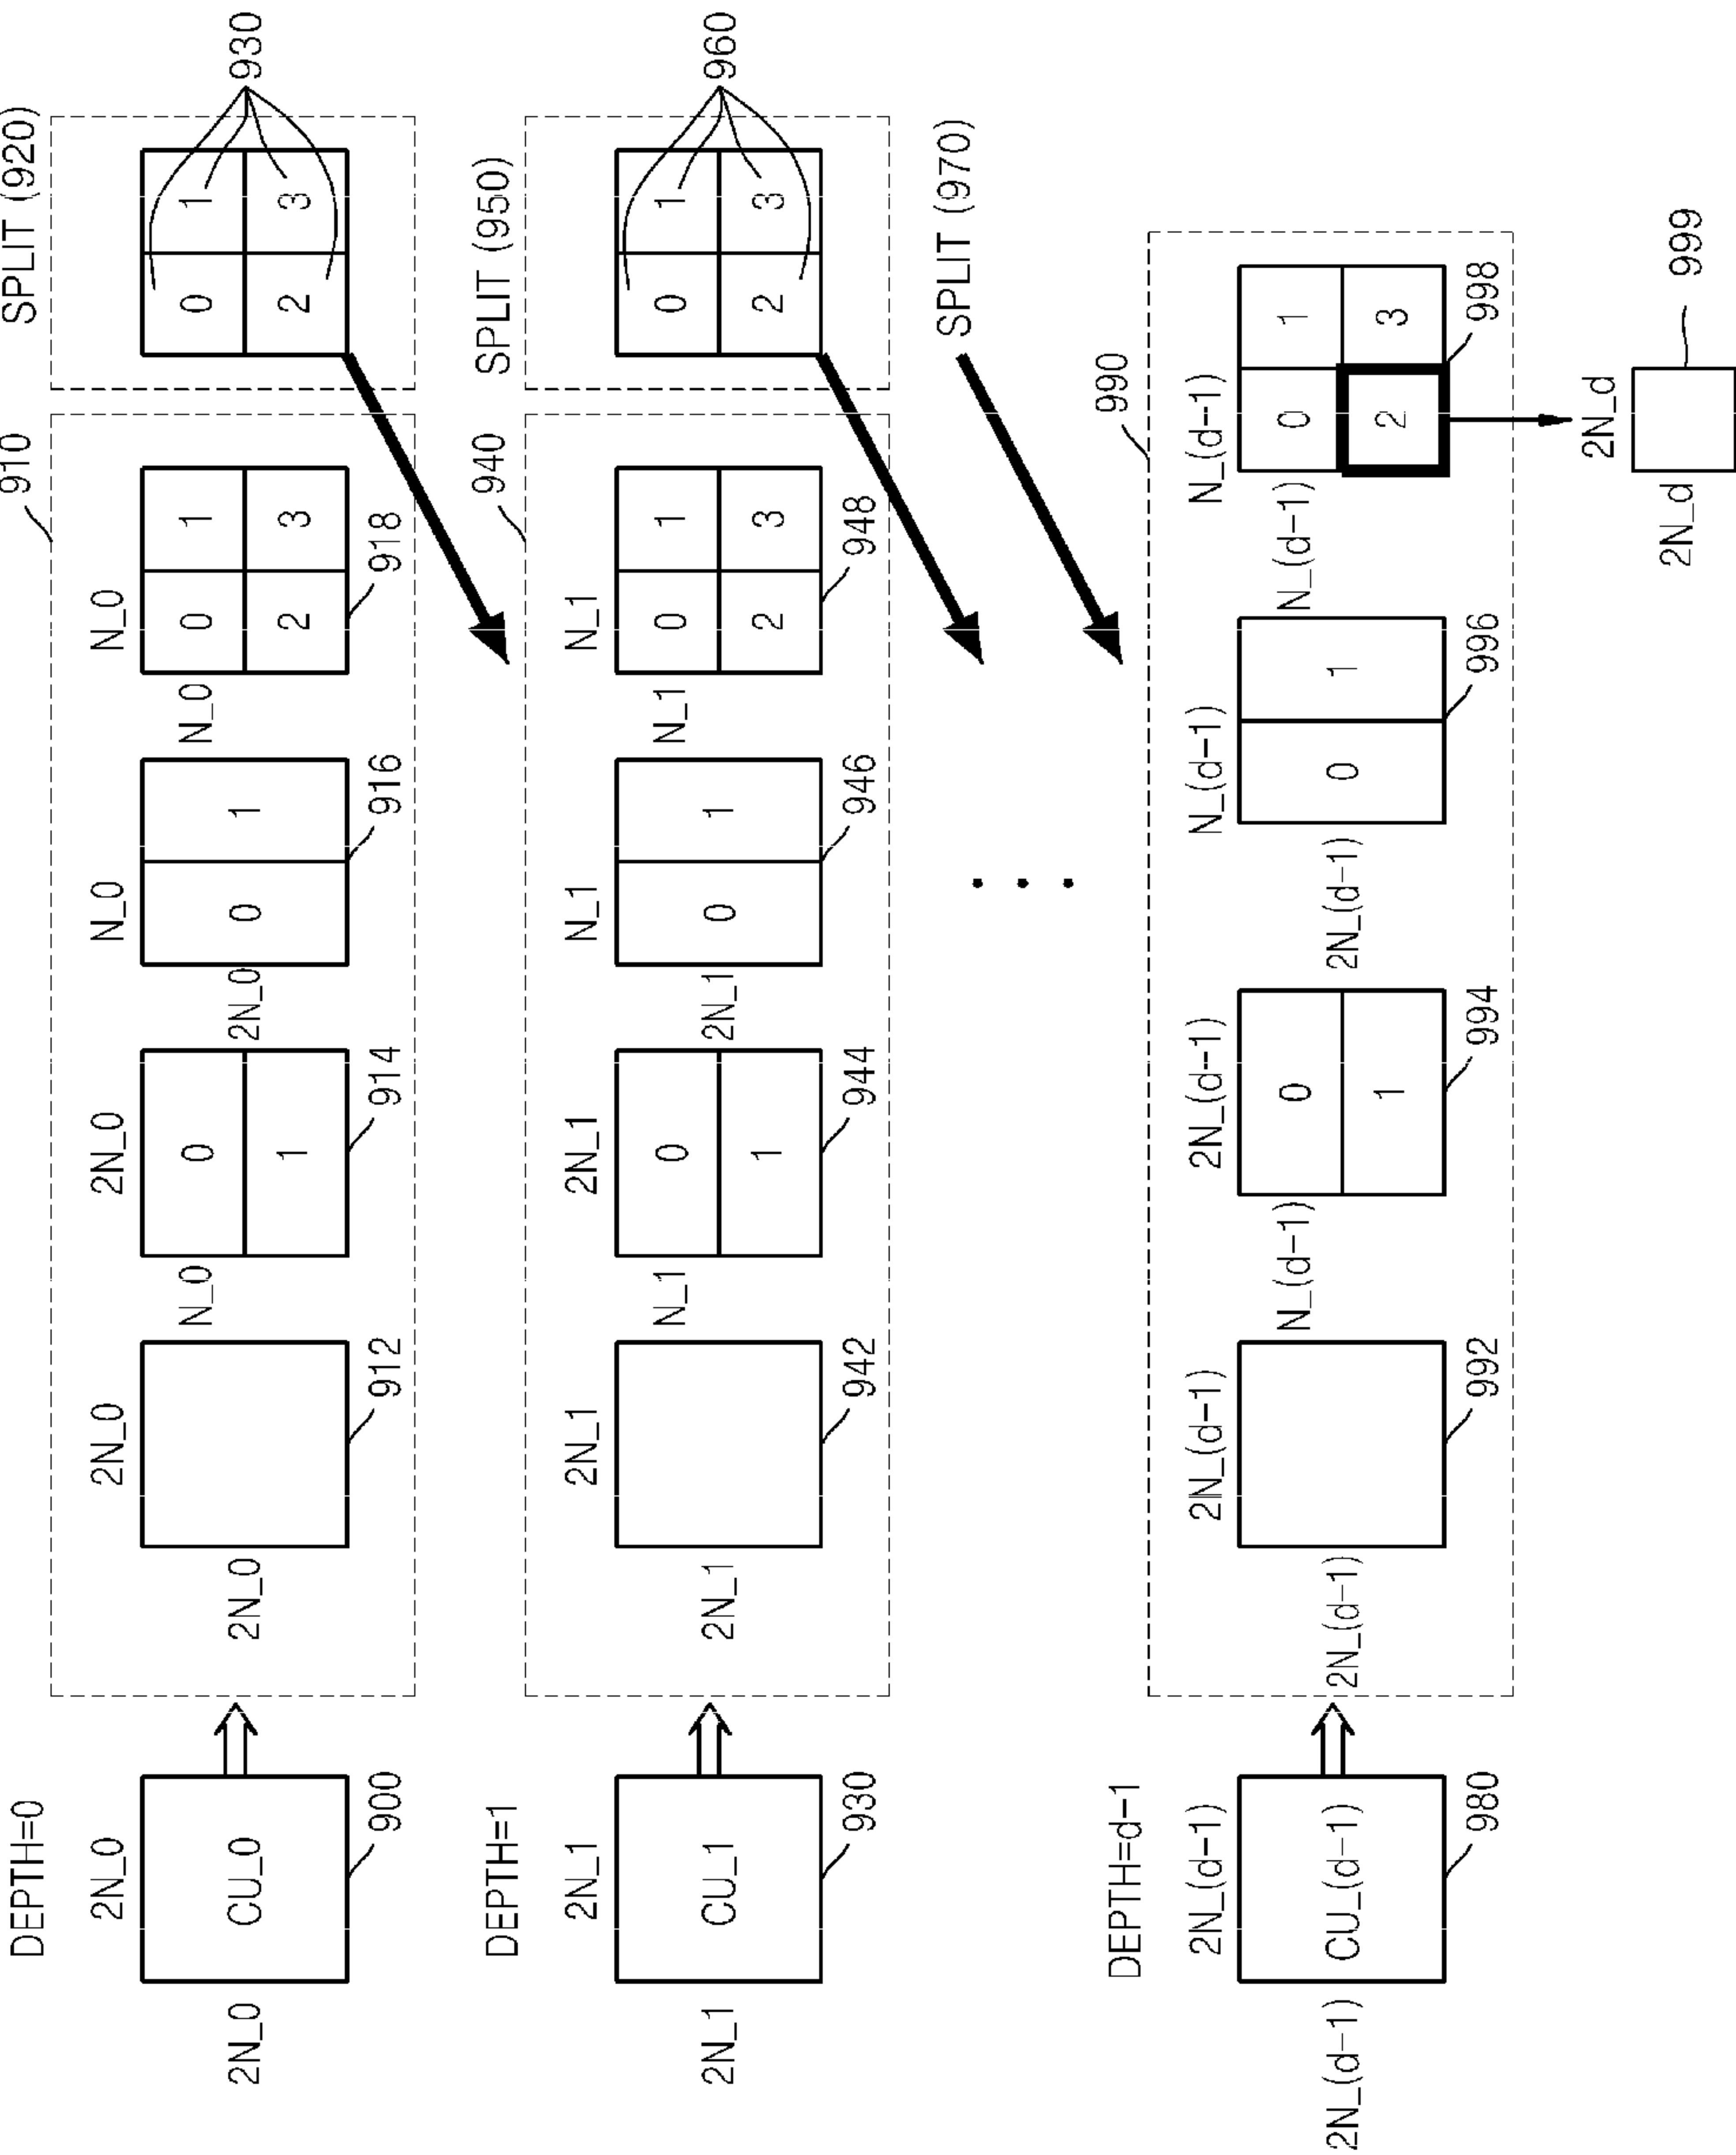 DEPTH=0
2N_0
2N_0
CU_0
900
910
2N_0
2N_0
912
2N_0
N_0
0
1
914
N_0
2N_0
0
1
916
N_0
N_0
0
1
2
3
918
SPLIT (920)
0
1
2
3
930
DEPTH=1
2N_1
2N_1
CU_1
930
940
2N_1
2N_1
942
2N_1
N_1
0
1
944
N_1
2N_1
0
1
946
N_1
N_1
0
1
2
3
948
SPLIT (950)
0
1
2
3
960
SPLIT (970)
DEPTH=d-1
2N_(d-1)
2N_(d-1)
CU_(d-1)
980
990
2N_(d-1)
2N_(d-1)
992
2N_(d-1)
N_(d-1)
0
1
994
N_(d-1)
2N_(d-1)
0
1
996
N_(d-1)
N_(d-1)
0
1
2
3
998
2N_d
2N_d
999